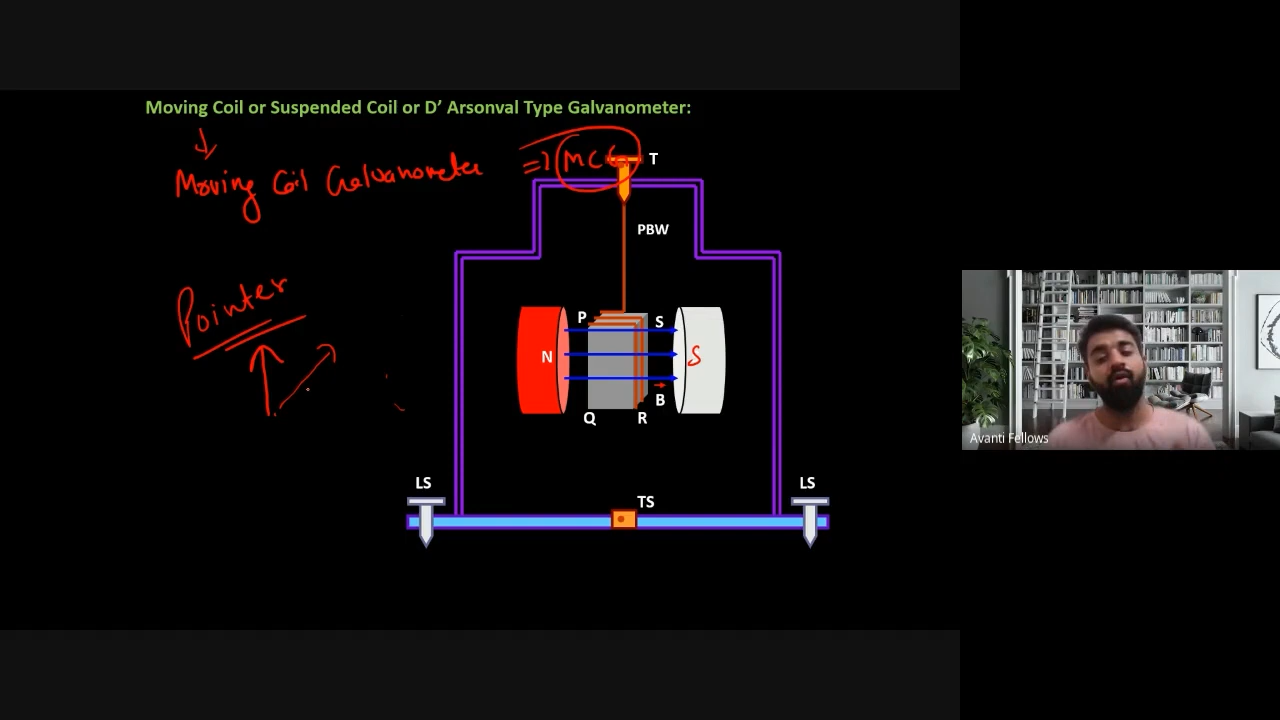 Moving Coil or Suspended Coil or D’ Arsonval Type Galvanometer:
Moving Coil Galvanometer => MCG
T
PBW
Pointer
P
S
N
S
B
Q
R
LS
LS
TS
Avanti Fellows